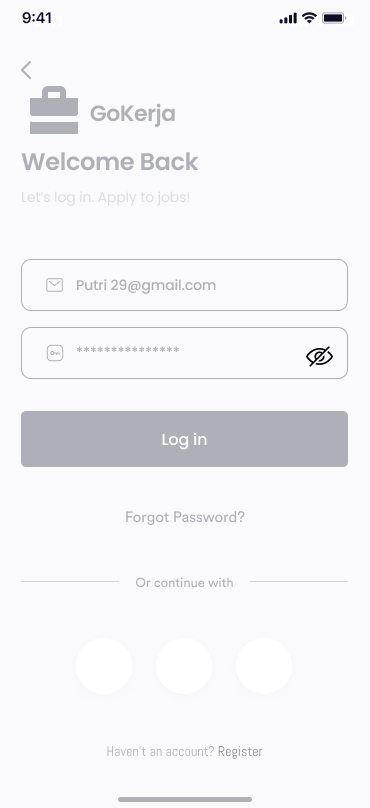 9:41
GoKerja
Welcome Back
Let's log in. Apply to jobs!
Putri 29@gmail.com
***************
Log in
Forgot Password?
Or continue with
Haven't an account? Register